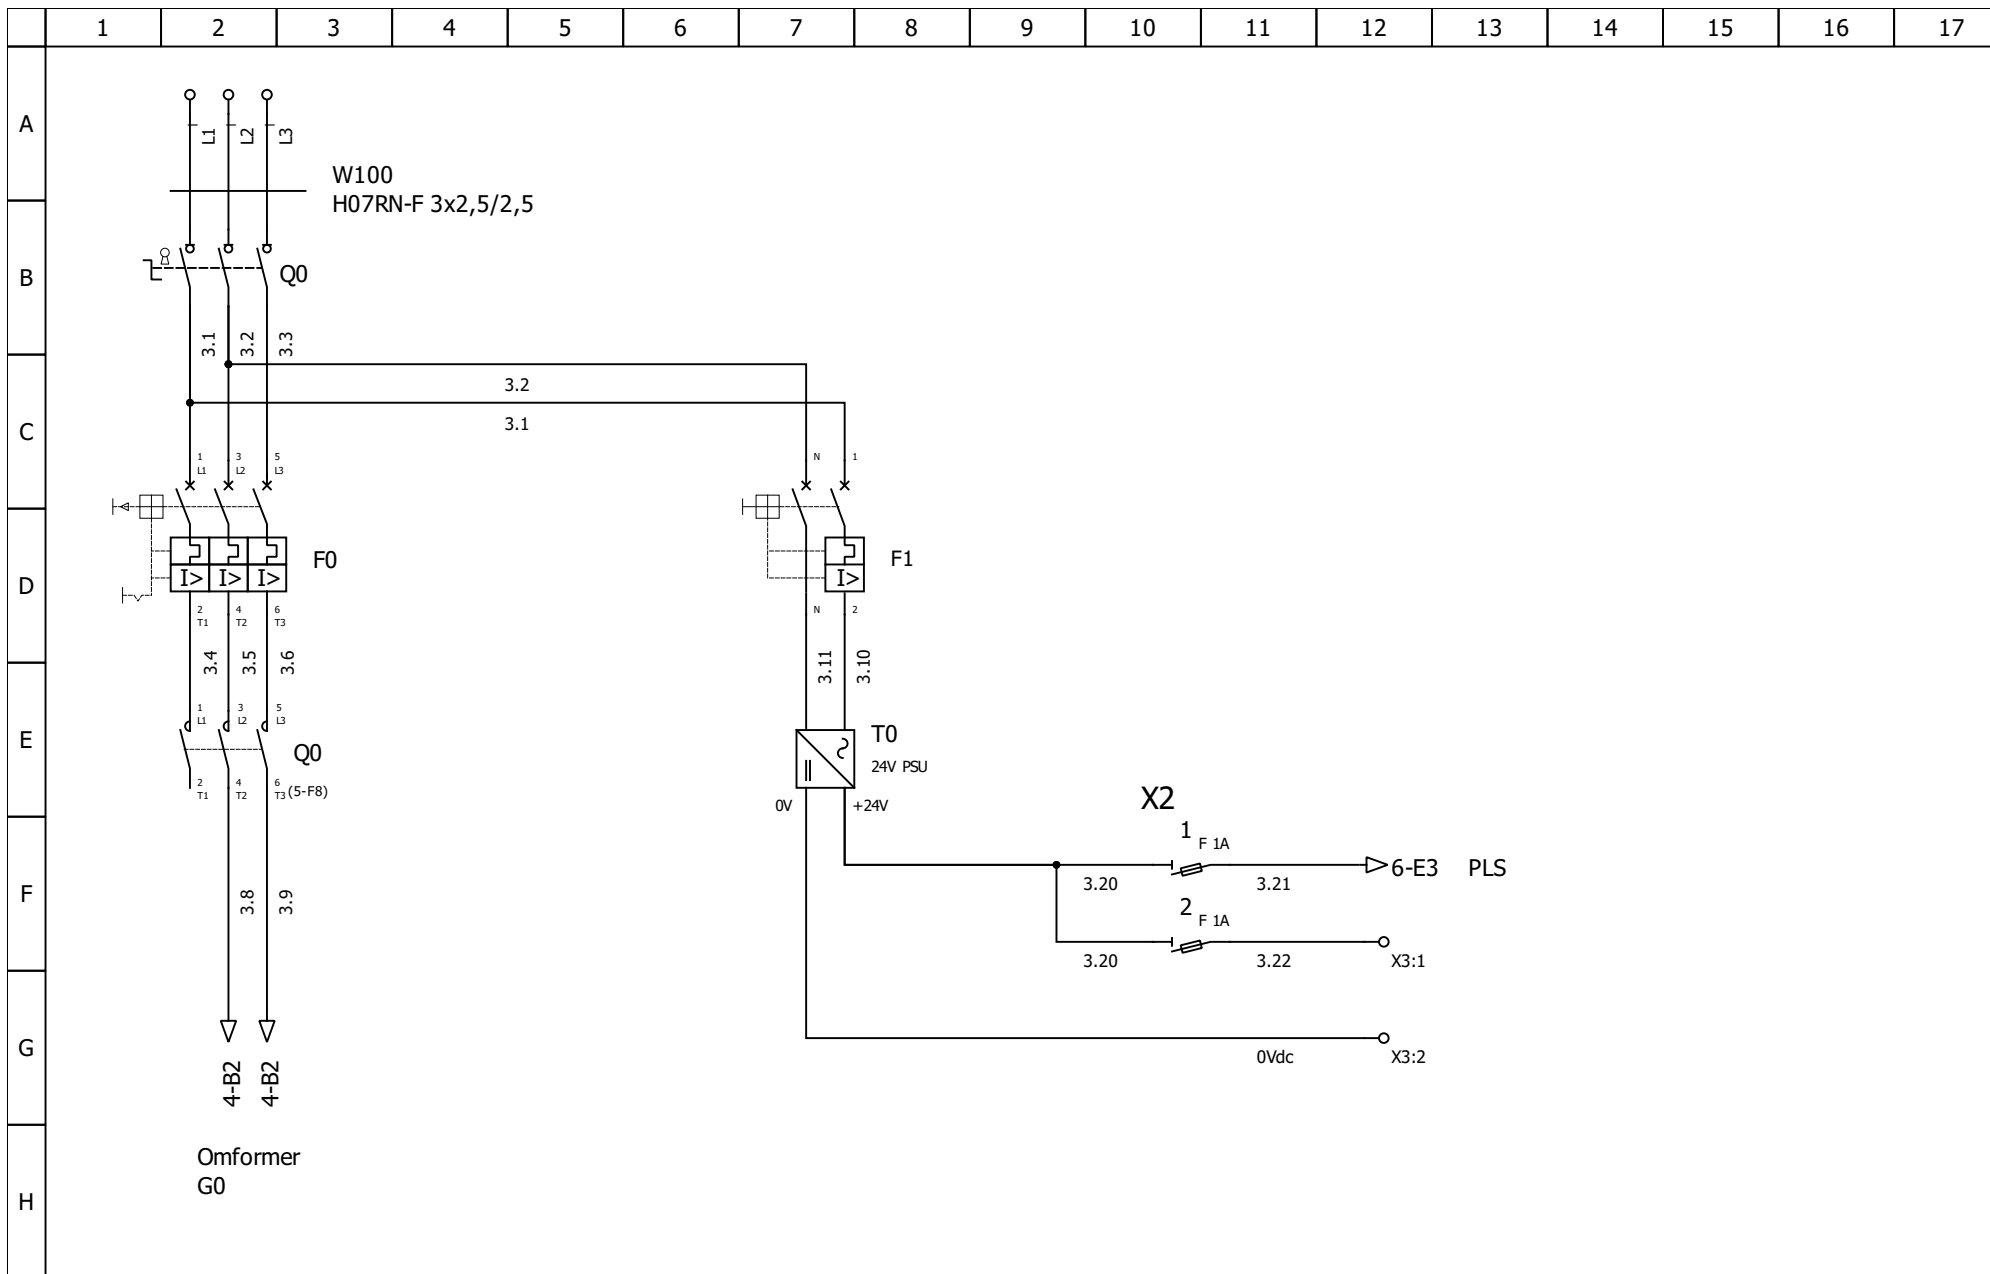 1 2 3 4 5 6 7 8 9 10 11 12 13 14 15 16 17
A
L1 L2 L3
W100
H07RN-F 3x2,5/2,5
B
Q0
3.1 3.2 3.3
3.2
3.1
C
1 3 5
L1 L2 L3
N 1
D
I> I> I>
F0
I>
F1
2 4 6
T1 T2 T3
N 2
3.4 3.5 3.6
3.11 3.10
1 3 5
L1 L2 L3
E
Q0
2 4 6
T1 T2 T3 (5-F8)
T0
24V PSU
0V +24V
X2
1 F 1A
3.20 3.21
6-E3 PLS
F
3.8 3.9
2 F 1A
3.20 3.22
X3:1
G
0Vdc
X3:2
4-B2 4-B2
Omformer
G0
H